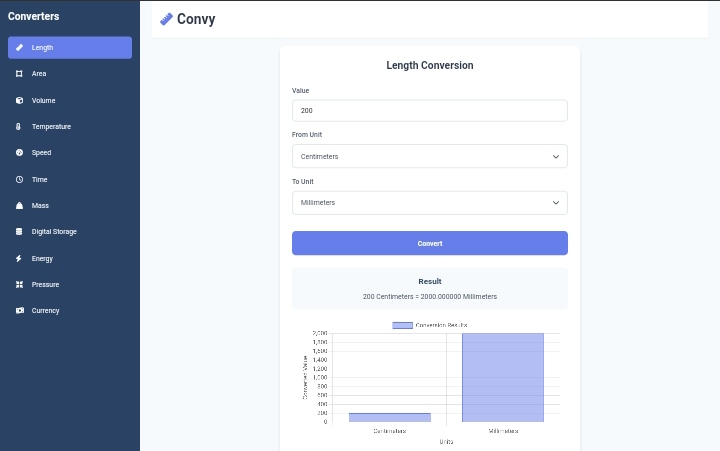 Converters
Length
Area
Volume
Temperature
Speed
Time
Mass
Digital Storage
Energy
Pressure
Currency
Convy
Length Conversion
Value
200
From Unit
Centimeters
To Unit
Millimeters
Convert
Result
200 Centimeters = 2000.000000 Millimeters
Conversion Results
Converted Value
2,000
1,800
1,600
1,400
1,200
1,000
800
600
400
200
0
Centimeters Millimeters
Units